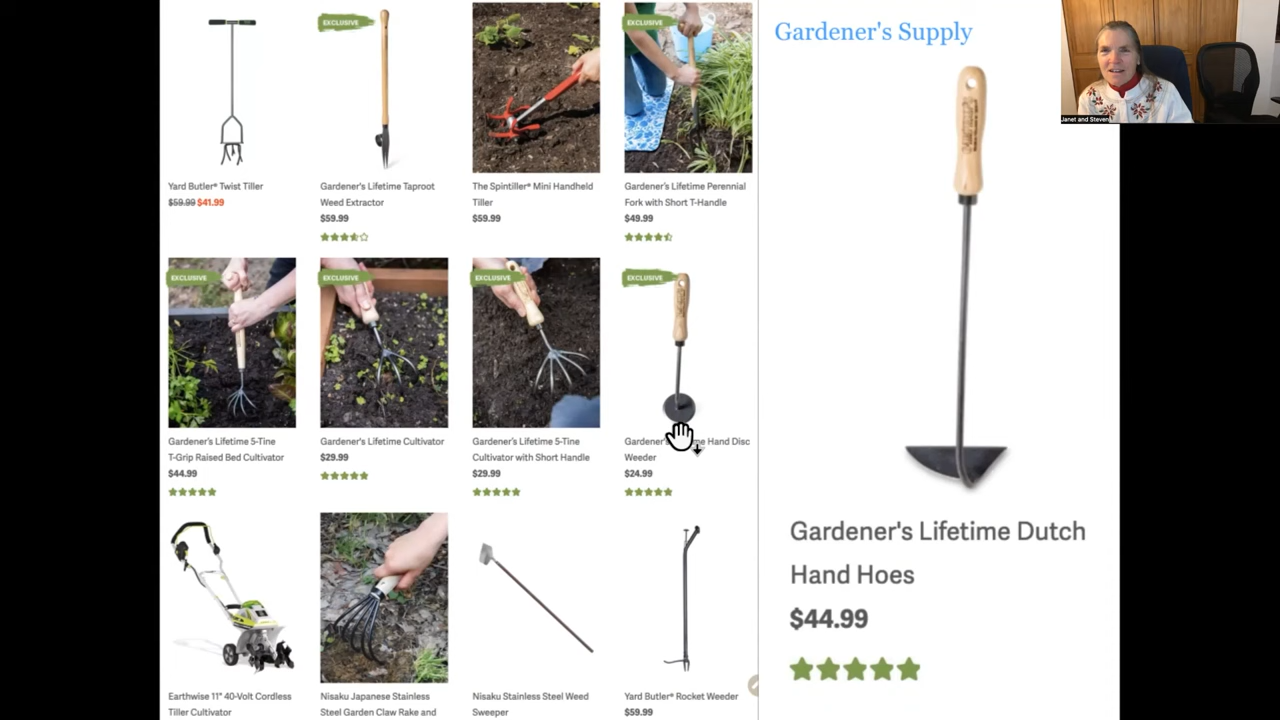 EXCLUSIVE
EXCLUSIVE
Yard Butler® Twist Tiller
$59.99 $41.99
Gardener's Lifetime Taproot
Weed Extractor
$59.99
The Spintiller® Mini Handheld
Tiller
$59.99
Gardener's Lifetime Perennial
Fork with Short T-Handle
$49.99
EXCLUSIVE
EXCLUSIVE
EXCLUSIVE
EXCLUSIVE
Gardener's Lifetime 5-Tine
T-Grip Raised Bed Cultivator
$44.99
Gardener's Lifetime Cultivator
$29.99
Gardener's Lifetime 5-Tine
Cultivator with Short Handle
$29.99
Hand Disc
Weeder
$24.99
Earthwise 11" 40-Volt Cordless
Tiller Cultivator
Nisaku Japanese Stainless
Steel Garden Claw Rake and
Nisaku Stainless Steel Weed
Sweeper
Yard Butler® Rocket Weeder
$59.99
Gardener's Supply
Gardener's Lifetime Dutch
Hand Hoes
$44.99
Janet and Steven